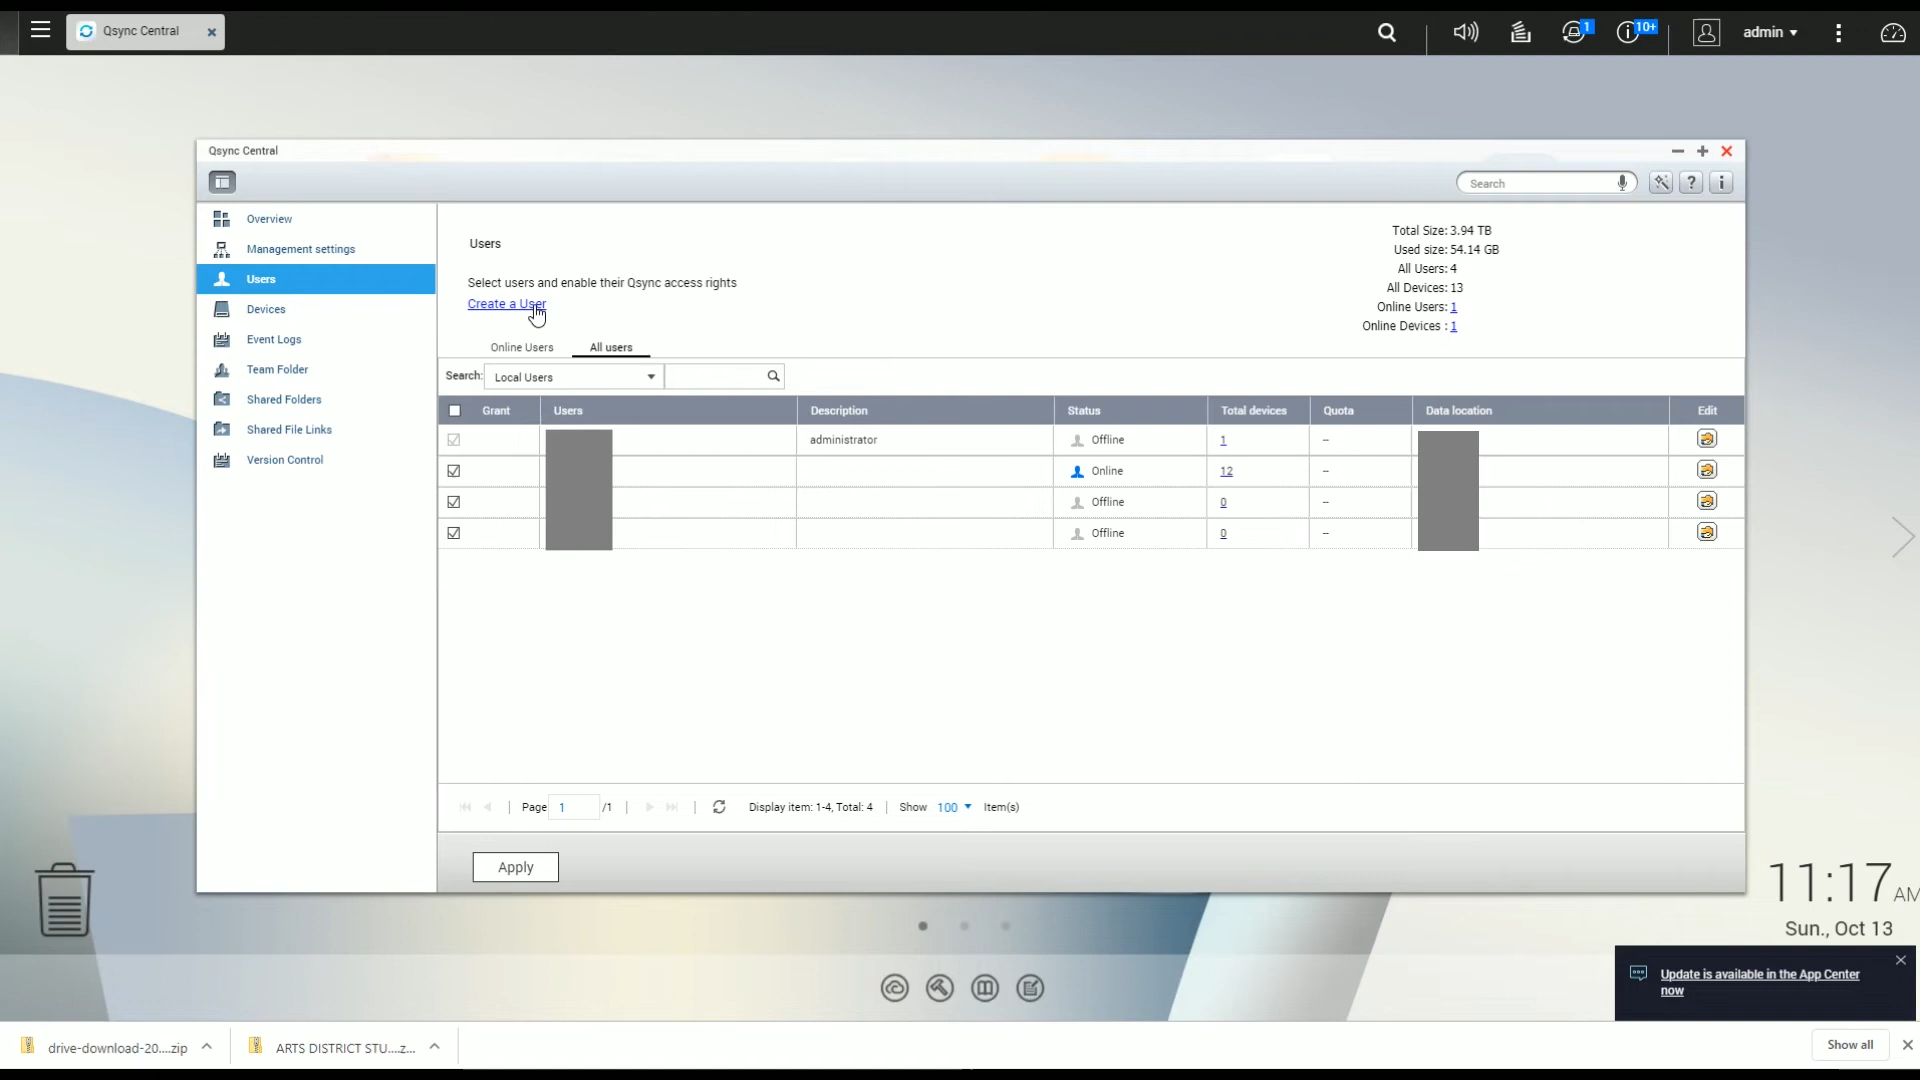 Qsync Central
1
10+
admin
Qsync Central
Search
Overview
Management settings
Users
Devices
Event Logs
Team Folder
Shared Folders
Shared File Links
Version Control
Users
Select users and enable their Qsync access rights
Create a User
Total Size: 3.94 TB
Used size: 54.14 GB
All Users: 4
All Devices: 13
Online Users: 1
Online Devices : 1
Online Users All users
Search: Local Users
Grant Users Description Status Total devices Quota Data location Edit
administrator Offline 1 --
Online 12 --
Offline 0 --
Offline 0 --
Page 1 /1 Display item: 1-4, Total: 4 Show 100 Item(s)
Apply
11:17 AM
Sun., Oct 13
Update is available in the App Center
now
drive-download-20....zip
ARTS DISTRICT STU....z...
Show all